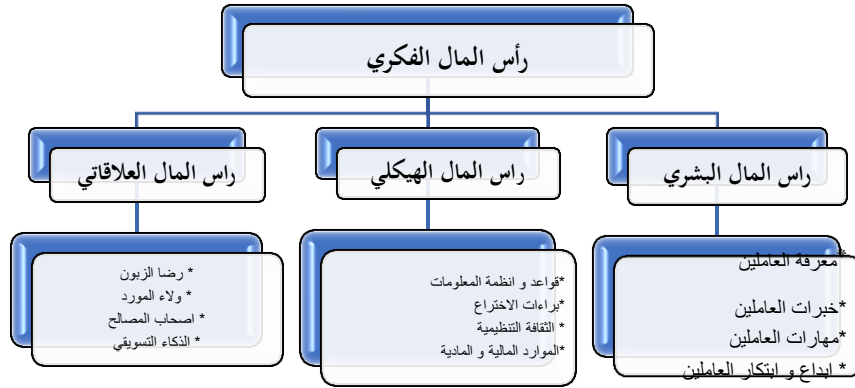 رأس المال الفكري
راس المال البشري
راس المال الهيكلي
راس المال العلاقاتي
*معرفة العاملين
*خبرات العاملين
*مهارات العاملين
* ابداع و ابتكار العاملين
*قواعد و انظمة المعلومات
*براءات الاختراع
* الثقافة التنظيمية
*الموارد المالية و المادية
* رضا الزبون
* ولاء المورد
* اصحاب المصالح
* الذكاء التسويقي